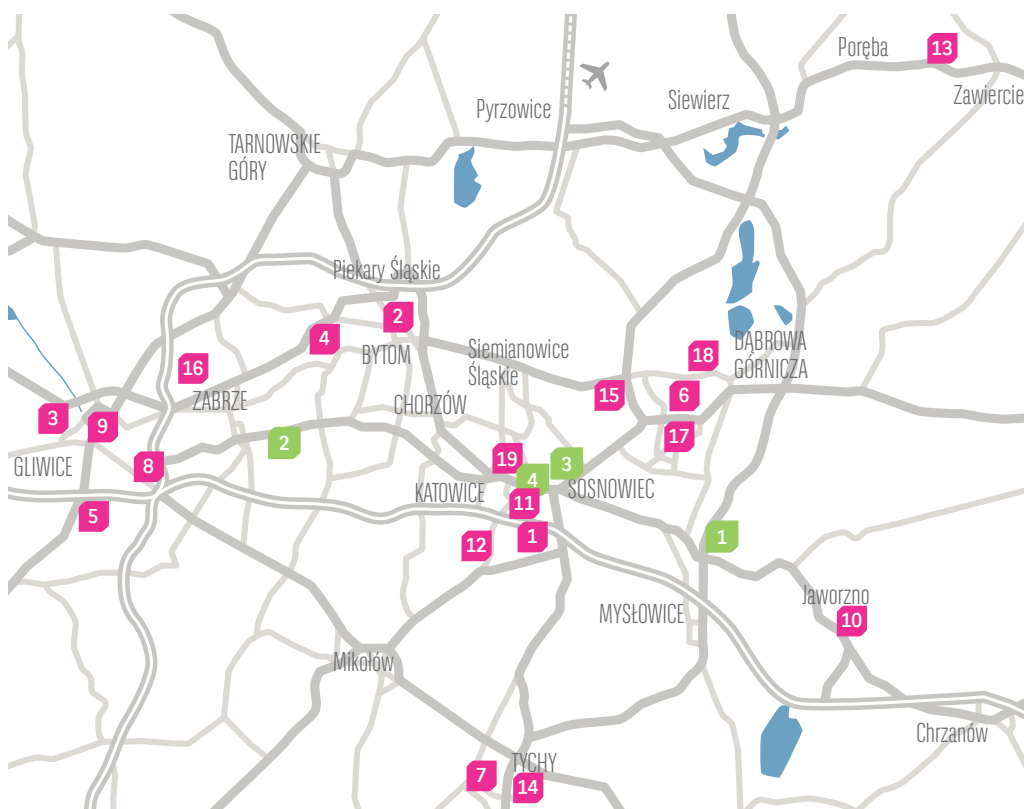 Poręba
13
Zawiercie
Siewierz
Pyrzowice
TARNOWSKIE
GÓRY
Piekary Śląskie
2
4
BYTOM
Siemianowice
Śląskie
DĄBROWA
GÓRNICZA
18
16
ZABRZE
CHORZÓW
15
6
3
9
2
17
GLIWICE
8
19
3
4
KATOWICE
SOSNOWIEC
11
5
12
1
1
MYSŁOWICE
Jaworzno
10
Mikołów
Chrzanów
TYCHY
7
14